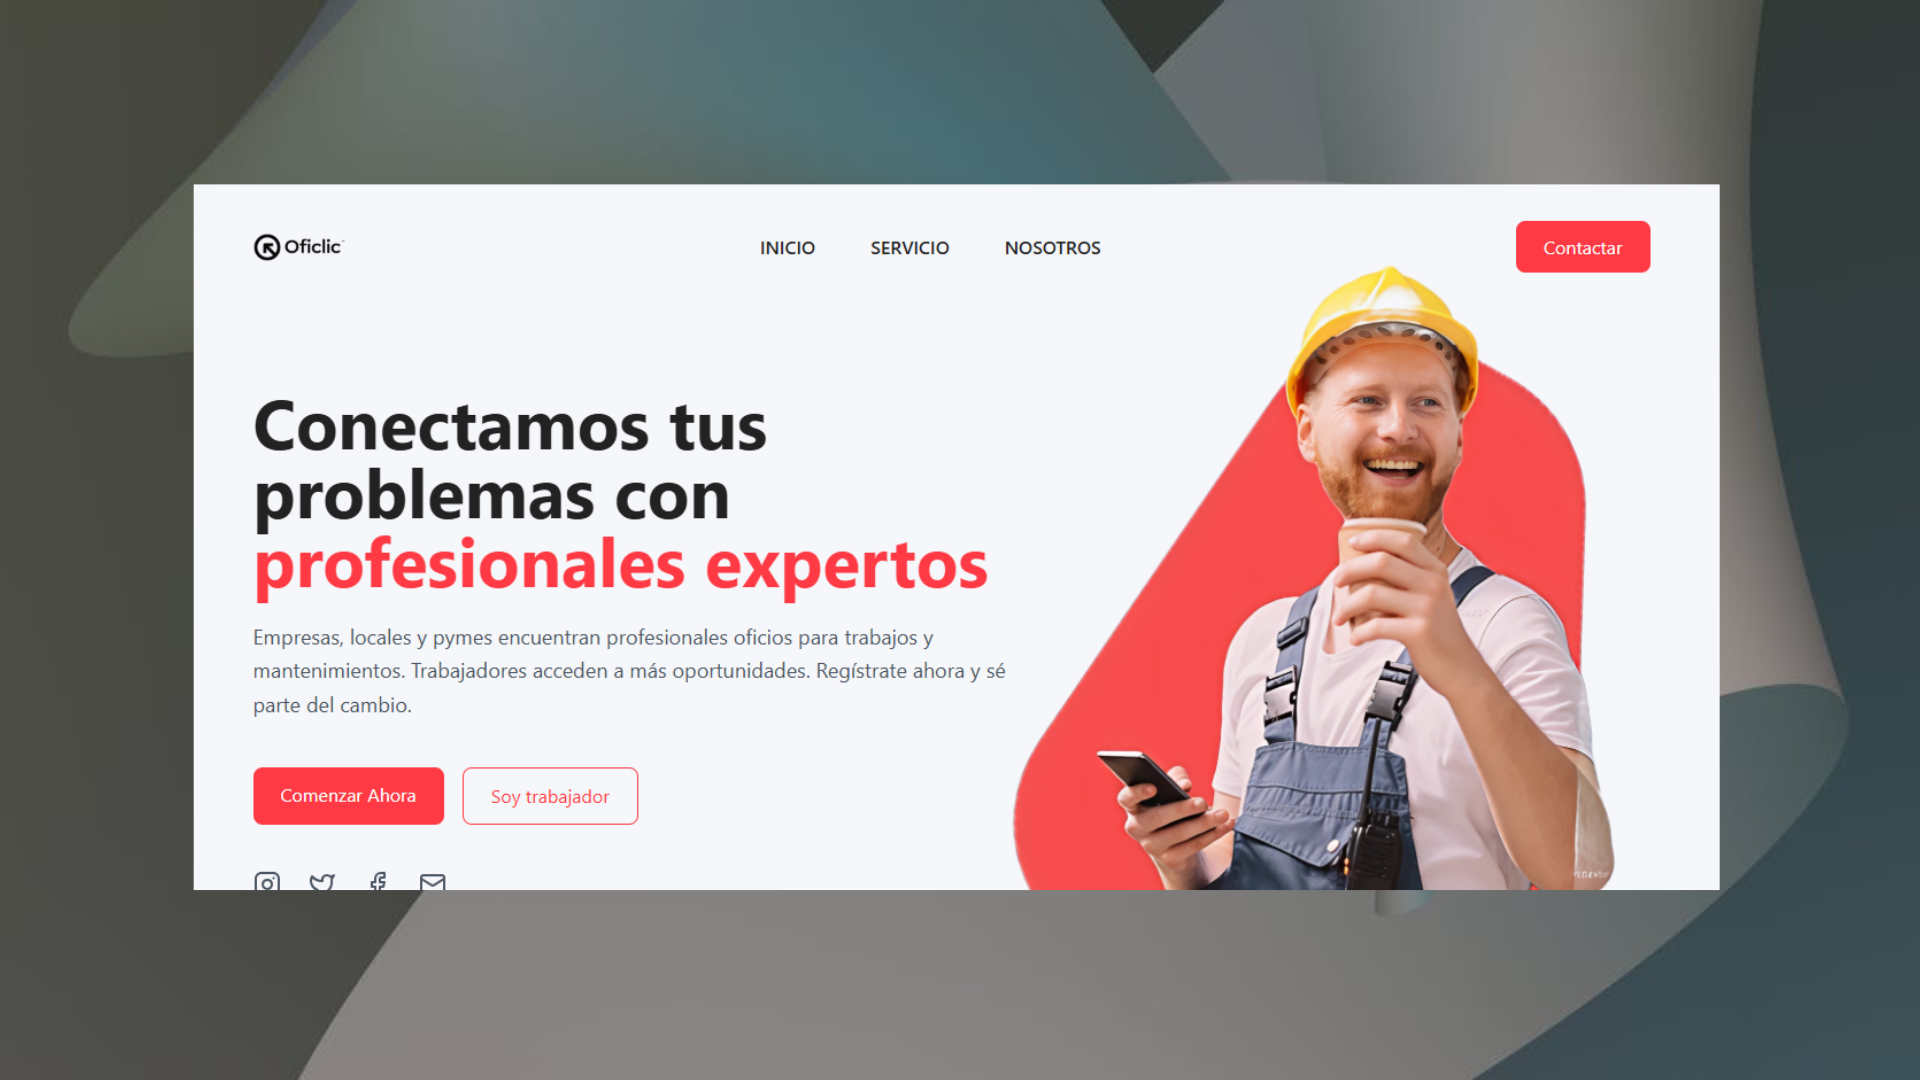 Oficlic
INICIO
SERVICIO
NOSOTROS
Contactar
Conectamos tus
problemas con
profesionales expertos
Empresas, locales y pymes encuentran profesionales oficios para trabajos y
mantenimientos. Trabajadores acceden a más oportunidades. Regístrate ahora y sé
parte del cambio.
Comenzar Ahora
Soy trabajador